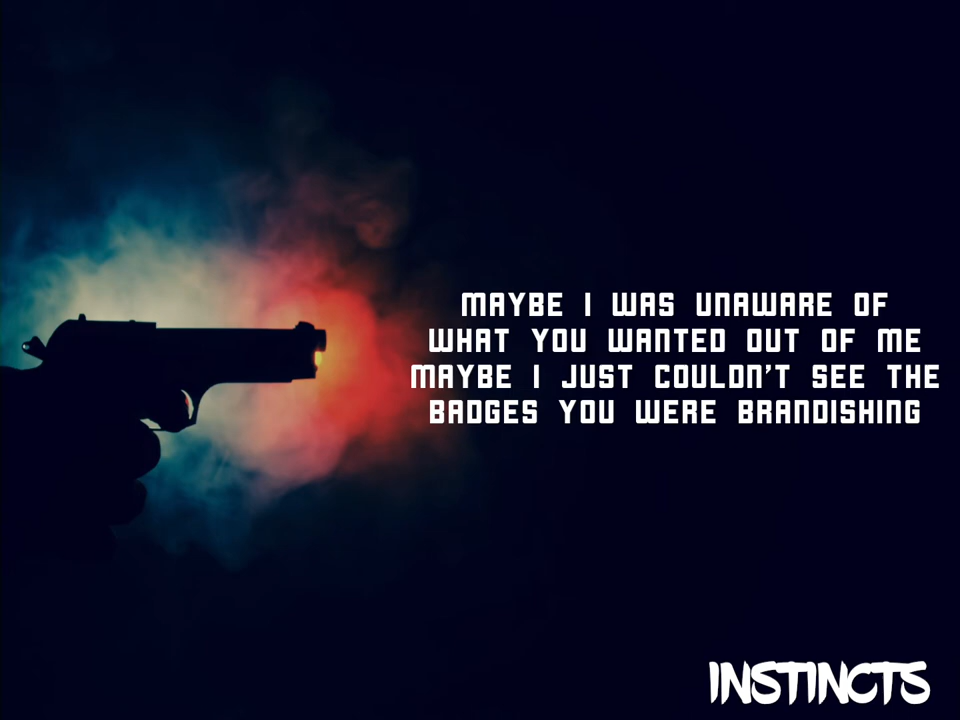 MAYBE I WAS UNAWARE OF
WHAT YOU WANTED OUT OF ME
MAYBE I JUST COULDN'T SEE THE
BADGES YOU WERE BRANDISHING
INSTINCTS